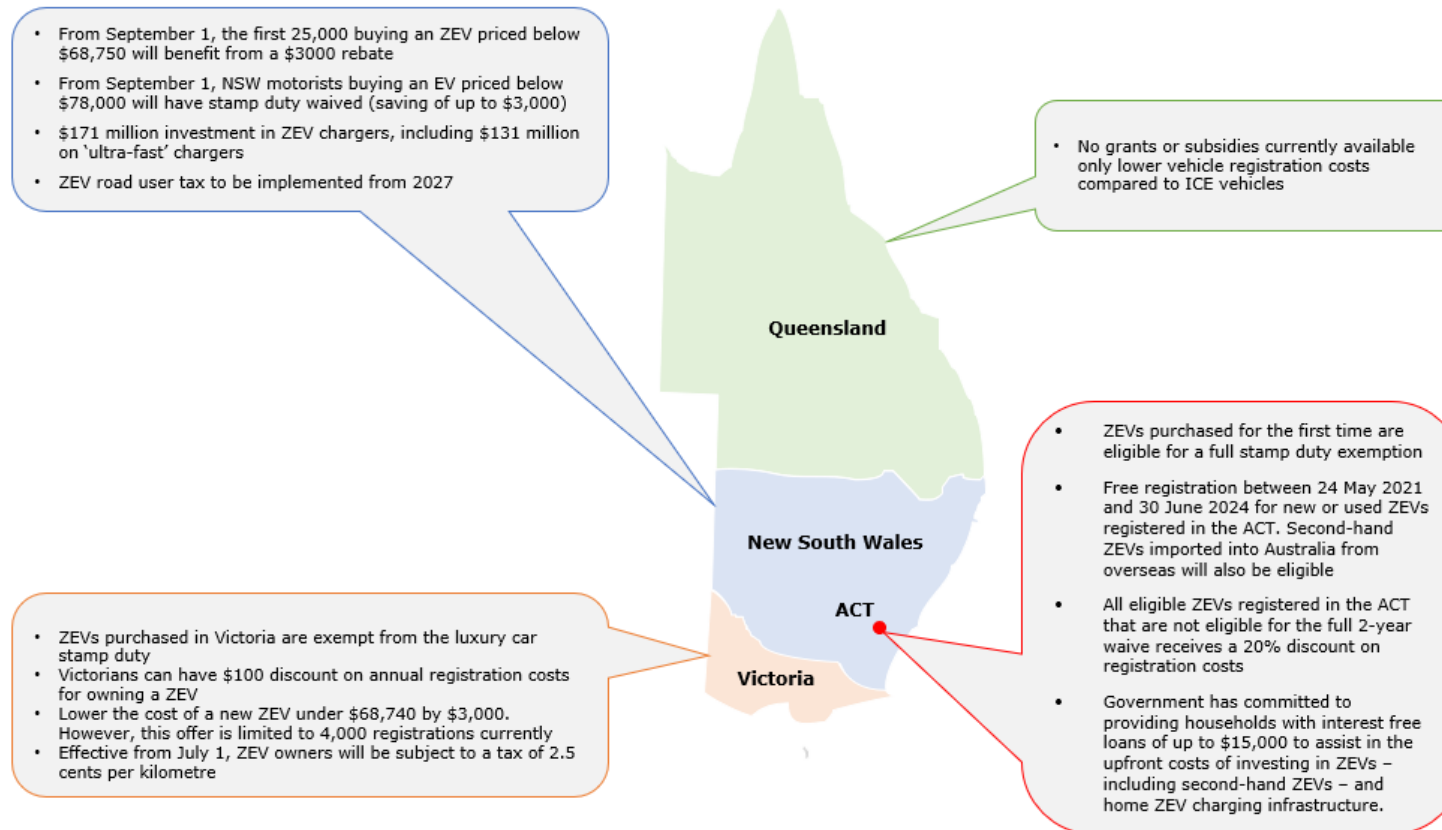 • From September 1, the first 25,000 buying an ZEV priced below
$68,750 will benefit from a $3000 rebate
• From September 1, NSW motorists buying an EV priced below
$78,000 will have stamp duty waived (saving of up to $3,000)
• $171 million investment in ZEV chargers, including $131 million
on ‘ultra-fast’ chargers
• ZEV road user tax to be implemented from 2027
• No grants or subsidies currently available
only lower vehicle registration costs
compared to ICE vehicles
Queensland
New South Wales
ACT
Victoria
• ZEVs purchased for the first time are
eligible for a full stamp duty exemption
• Free registration between 24 May 2021
and 30 June 2024 for new or used ZEVs
registered in the ACT. Second-hand
ZEVs imported into Australia from
overseas will also be eligible
• All eligible ZEVs registered in the ACT
that are not eligible for the full 2-year
waive receives a 20% discount on
registration costs
• Government has committed to
providing households with interest free
loans of up to $15,000 to assist in the
upfront costs of investing in ZEVs –
including second-hand ZEVs – and
home ZEV charging infrastructure.
• ZEVs purchased in Victoria are exempt from the luxury car
stamp duty
• Victorians can have $100 discount on annual registration costs
for owning a ZEV
• Lower the cost of a new ZEV under $68,740 by $3,000.
However, this offer is limited to 4,000 registrations currently
• Effective from July 1, ZEV owners will be subject to a tax of 2.5
cents per kilometre